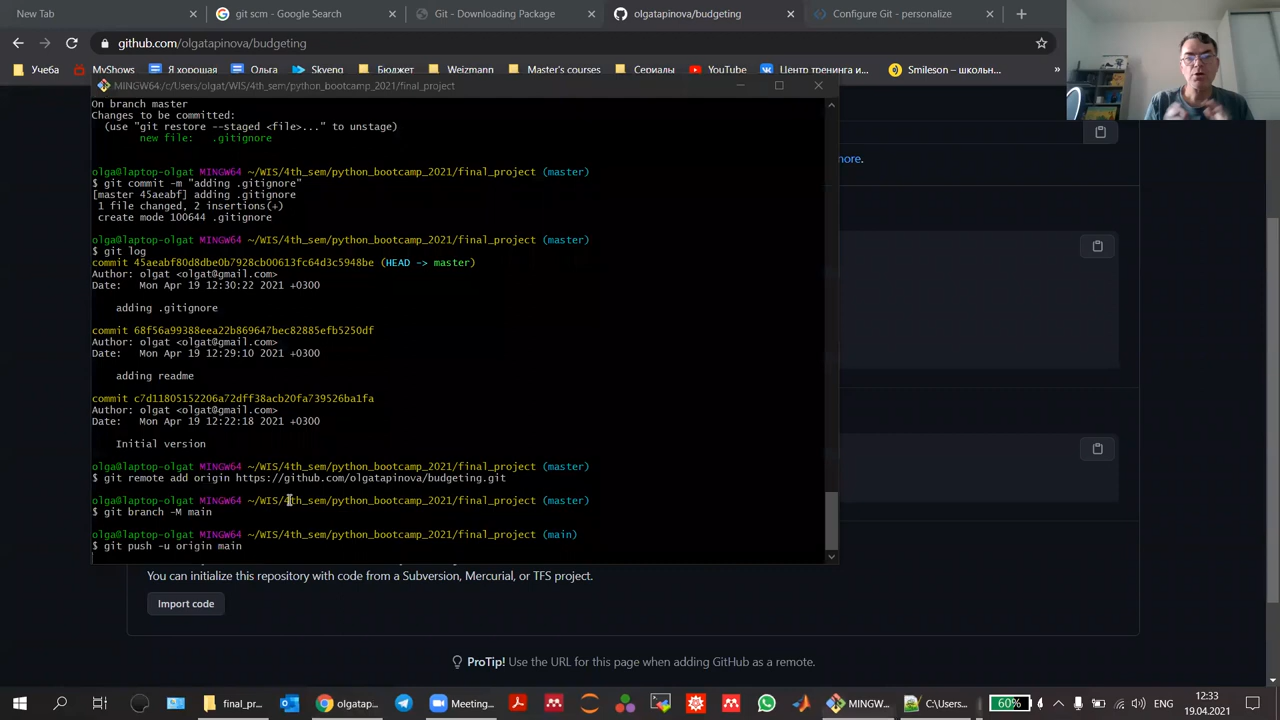 New Tab
git scm - Google Search
Git - Downloading Package
olgatapinova/budgeting
Configure Git - personalize
github.com/olgatapinova/budgeting
Учеба
MyShows
Я хорошая
Ольга
Skyeng
Weizmann
Master's courses
Сериалы
YouTube
Центр тренинга и...
Smileson – школьн...
»
MINGW64:/c/Users/olgat/WIS/4th_sem/python_bootcamp_2021/final_project
On branch master
Changes to be committed:
(use "git restore --staged <file>..." to unstage)
new file: .gitignore
olga@laptop-olgat MINGW64 ~/WIS/4th_sem/python_bootcamp_2021/final_project (master)
$ git commit -m "adding .gitignore"
[master 45aeabf] adding .gitignore
1 file changed, 2 insertions(+)
create mode 100644 .gitignore
olga@laptop-olgat MINGW64 ~/WIS/4th_sem/python_bootcamp_2021/final_project (master)
$ git log
commit 45aeabf80d8dbe0b7928cb00613fc64d3c5948be (HEAD -> master)
Author: olgat <olgat@gmail.com>
Date: Mon Apr 19 12:30:22 2021 +0300
adding .gitignore
commit 68f56a99388eea22b869647bec82885efb5250df
Author: olgat <olgat@gmail.com>
Date: Mon Apr 19 12:29:10 2021 +0300
adding readme
commit c7d11805152206a72dff38acb20fa739526ba1fa
Author: olgat <olgat@gmail.com>
Date: Mon Apr 19 12:22:18 2021 +0300
Initial version
olga@laptop-olgat MINGW64 ~/WIS/4th_sem/python_bootcamp_2021/final_project (master)
$ git remote add origin https://github.com/olgatapinova/budgeting.git
olga@laptop-olgat MINGW64 ~/WIS/4th_sem/python_bootcamp_2021/final_project (master)
$ git branch -M main
olga@laptop-olgat MINGW64 ~/WIS/4th_sem/python_bootcamp_2021/final_project (main)
$ git push -u origin main
ore.
You can initialize this repository with code from a Subversion, Mercurial, or TFS project.
Import code
ProTip! Use the URL for this page when adding GitHub as a remote.
final_pr...
olgatap...
Meeting...
MINGW...
C:\Users...
60%
ENG
12:33
19.04.2021